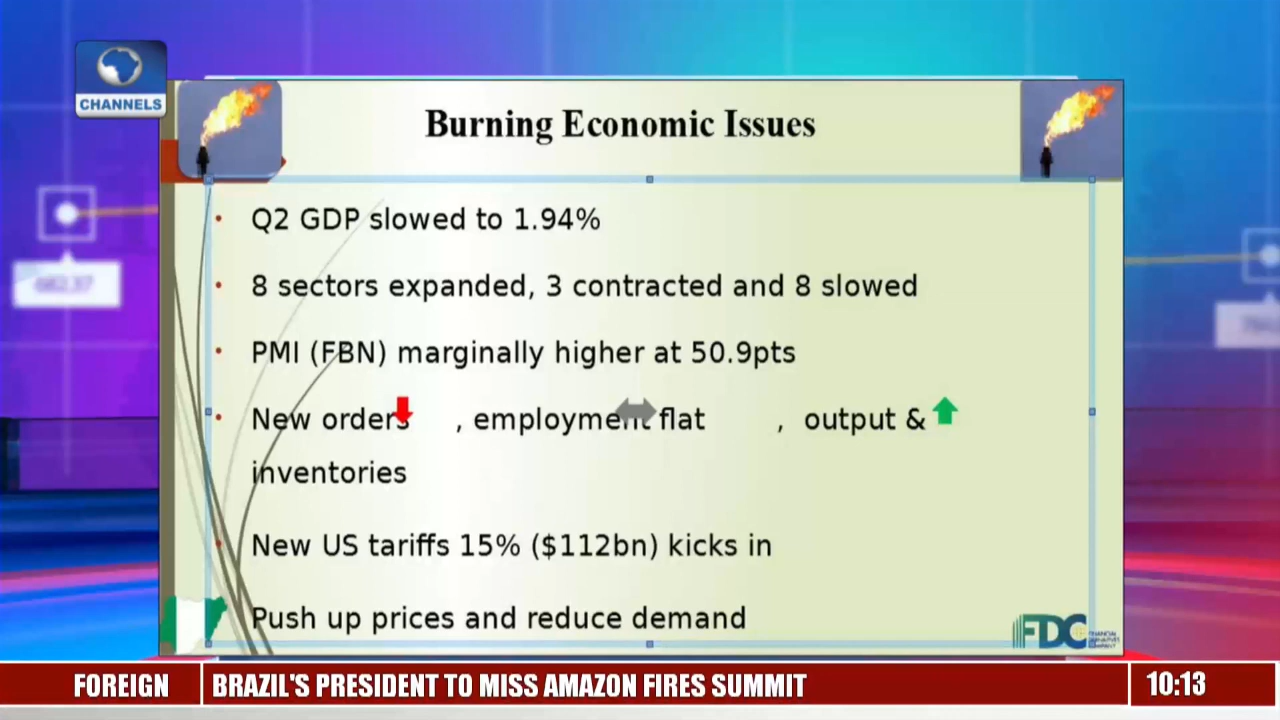 CHANNELS
Burning Economic Issues
• Q2 GDP slowed to 1.94%
• 8 sectors expanded, 3 contracted and 8 slowed
• PMI (FBN) marginally higher at 50.9pts
• New orders , employment flat , output &
inventories
• New US tariffs 15% ($112bn) kicks in
Push up prices and reduce demand
FDC
FOREIGN BRAZIL'S PRESIDENT TO MISS AMAZON FIRES SUMMIT 10:13